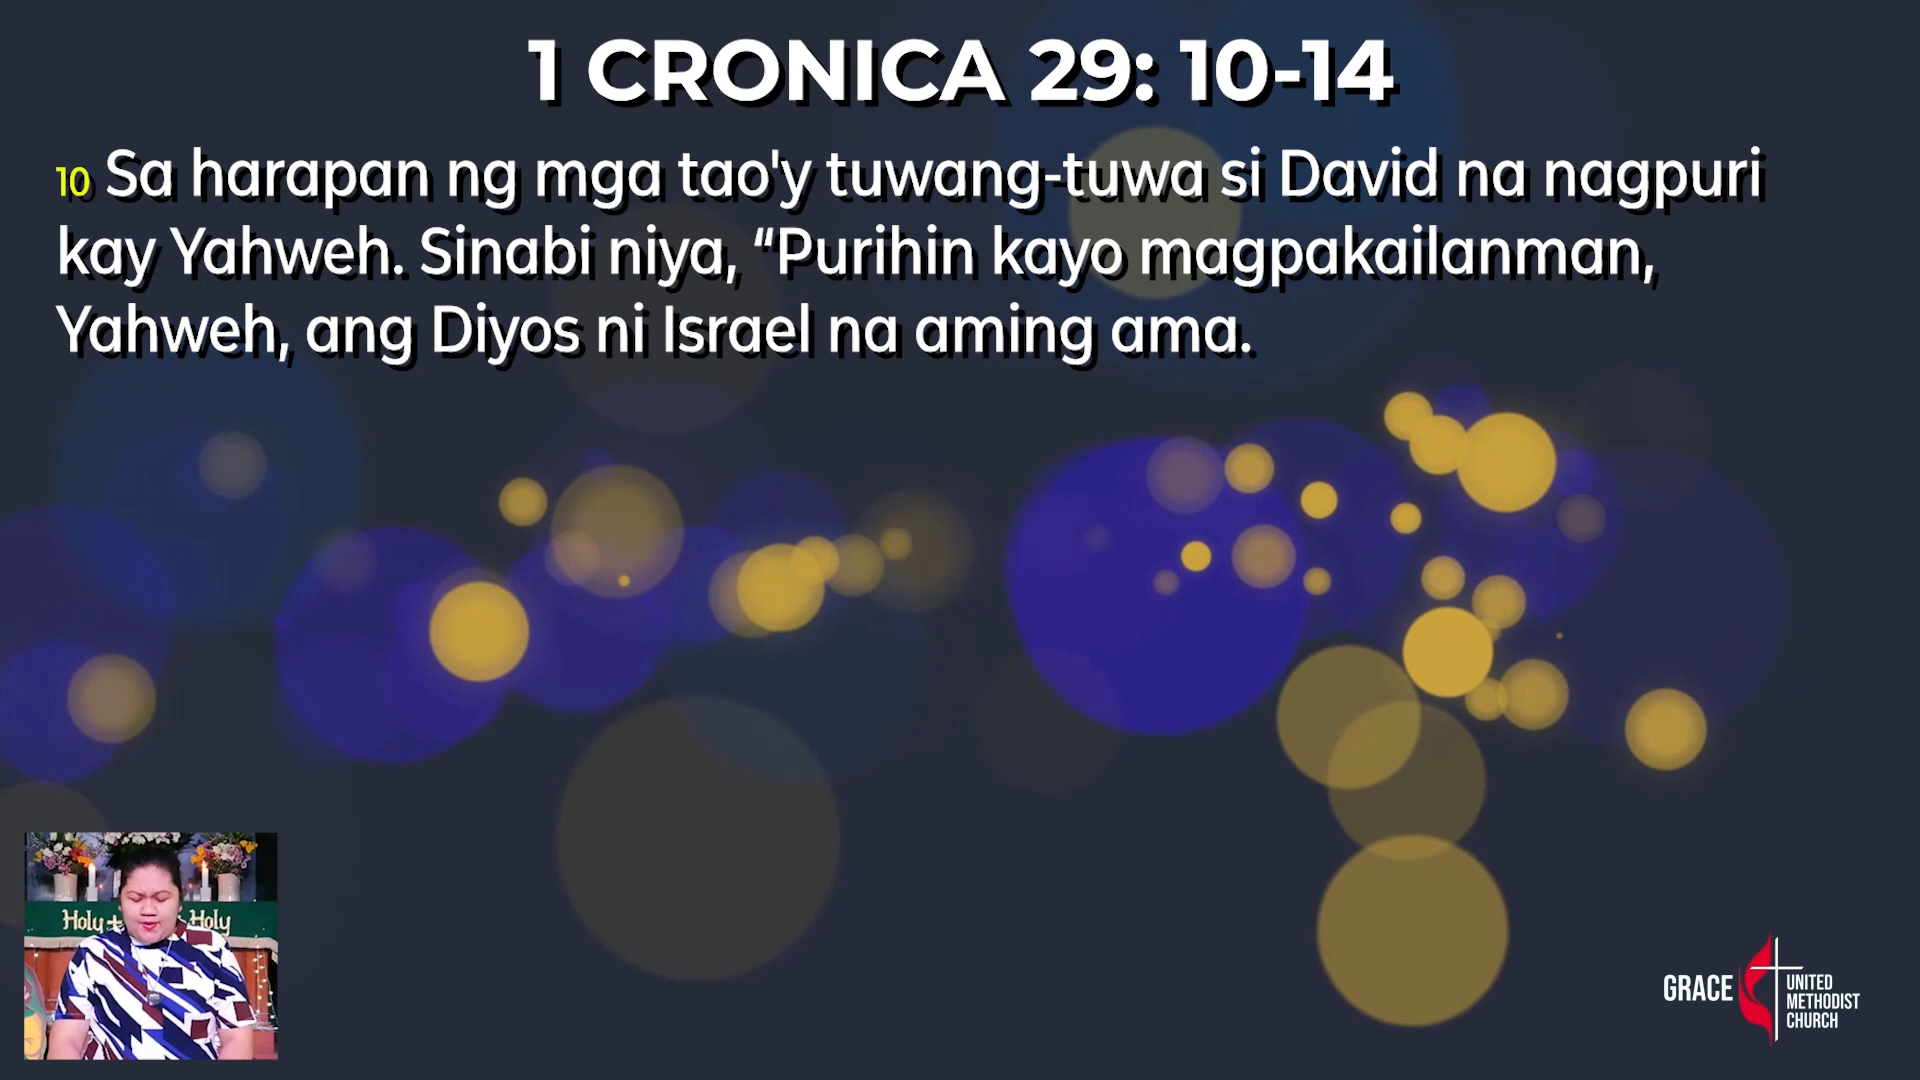 1 CRONICA 29: 10-14
10 Sa harapan ng mga tao'y tuwang-tuwa si David na nagpuri
kay Yahweh. Sinabi niya, “Purihin kayo magpakailanman,
Yahweh, ang Diyos ni Israel na aming ama.
Holy Holy
GRACE
UNITED
METHODIST
CHURCH